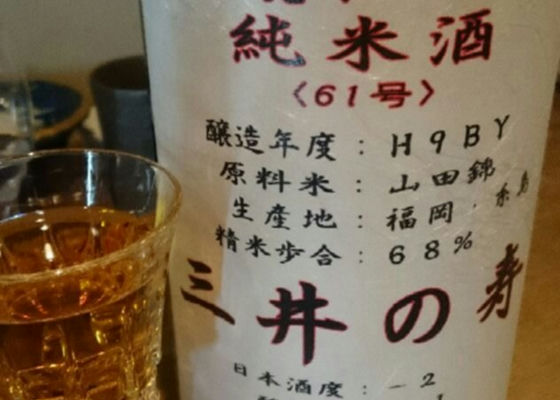 純米酒
〈61号〉
醸造年度：H9BY
原料米：山田錦
生産地：福岡・糸島
精米歩合：68%
三井の寿
日本酒度：－2